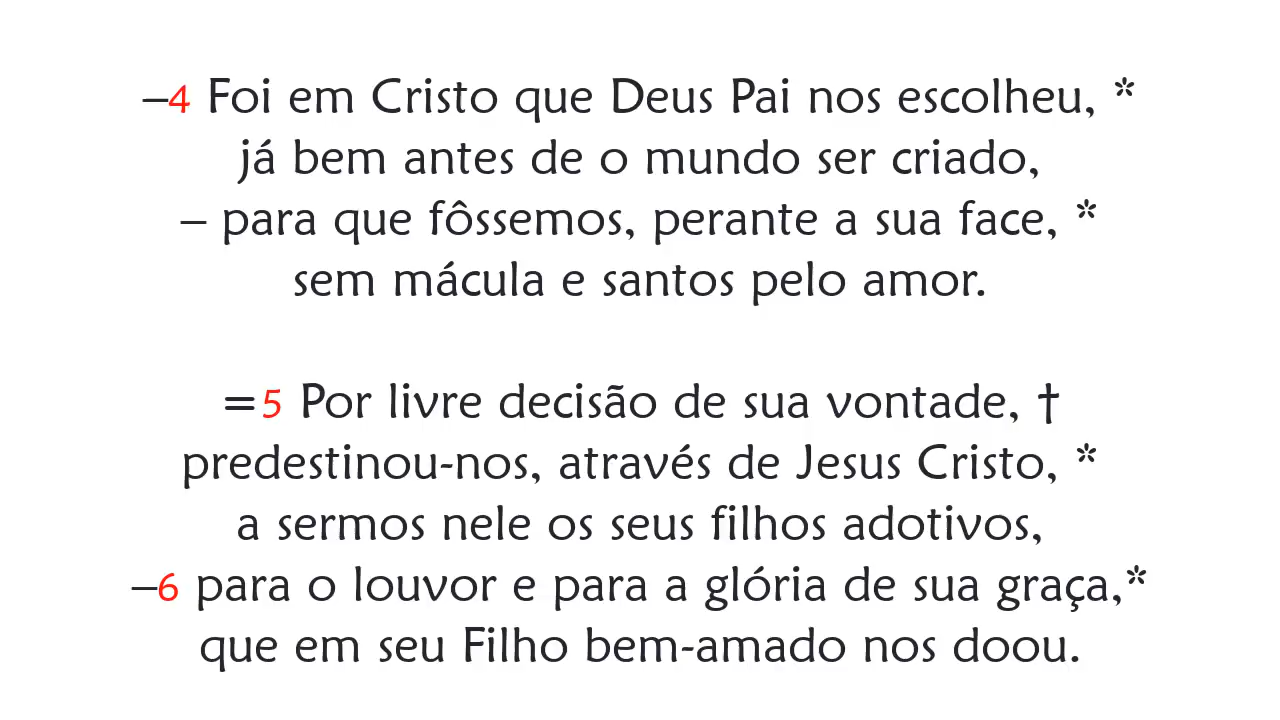 –4 Foi em Cristo que Deus Pai nos escolheu, *
já bem antes de o mundo ser criado,
– para que fôssemos, perante a sua face, *
sem mácula e santos pelo amor.
=5 Por livre decisão de sua vontade, †
predestinou-nos, através de Jesus Cristo, *
a sermos nele os seus filhos adotivos,
–6 para o louvor e para a glória de sua graça,*
que em seu Filho bem-amado nos doou.